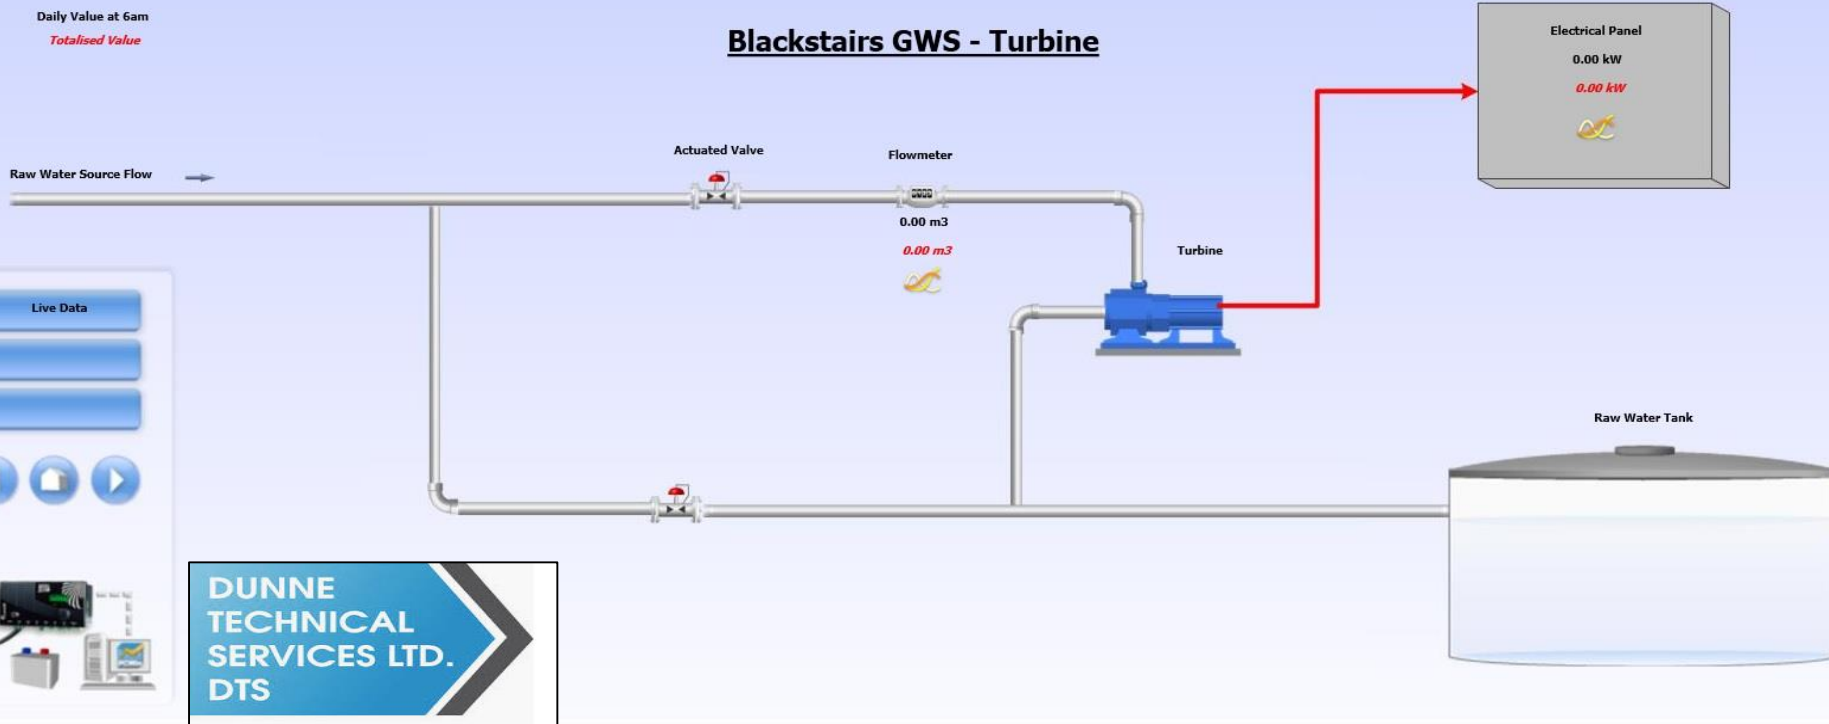 Daily Value at 6am
Totalised Value
Blackstairs GWS - Turbine
Electrical Panel
0.00 kW
0.00 kW
Actuated Valve
Flowmeter
Raw Water Source Flow
0.00 m3
0.00 m3
Turbine
Live Data
Raw Water Tank
DUNNE
TECHNICAL
SERVICES LTD.
DTS